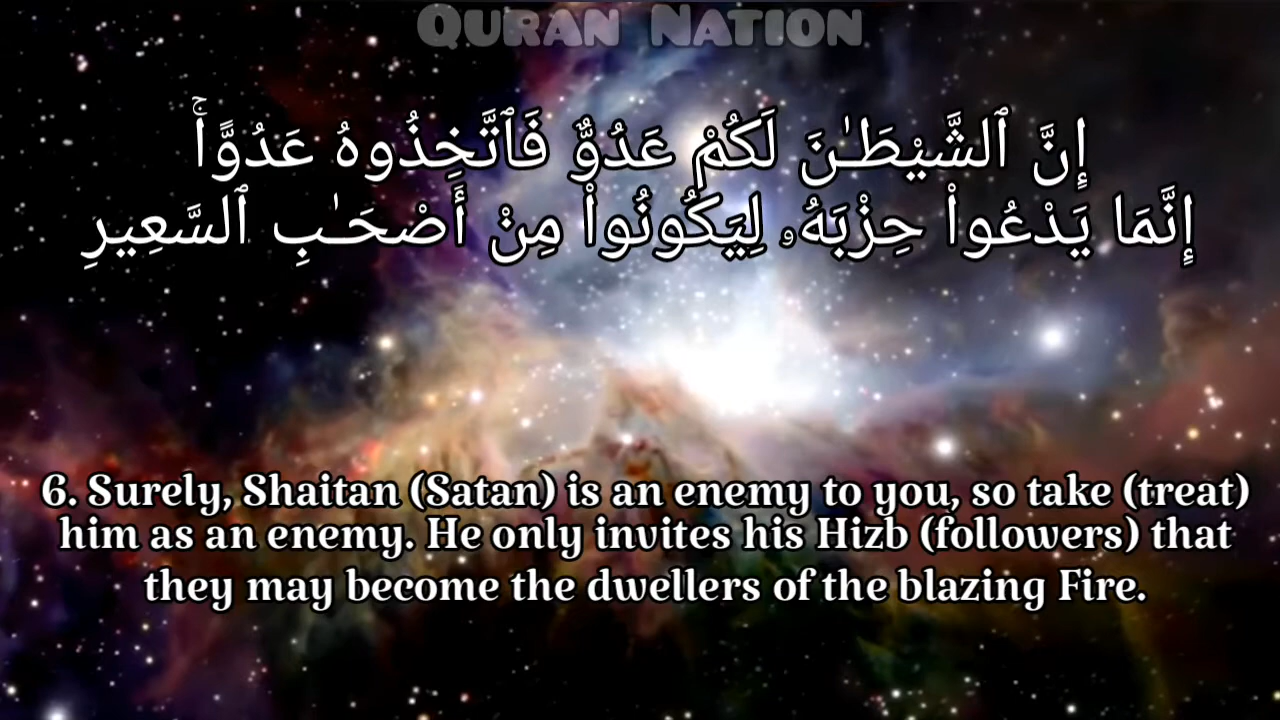 QURAN NATION
إِنَّ ٱلشَّيْطَـٰنَ لَكُمْ عَدُوٌّ فَٱتَّخِذُوهُ عَدُوًّا ۚ
إِنَّمَا يَدْعُوا۟ حِزْبَهُۥ لِيَكُونُوا۟ مِنْ أَصْحَـٰبِ ٱلسَّعِيرِ
6. Surely, Shaitan (Satan) is an enemy to you, so take (treat)
him as an enemy. He only invites his Hizb (followers) that
they may become the dwellers of the blazing Fire.